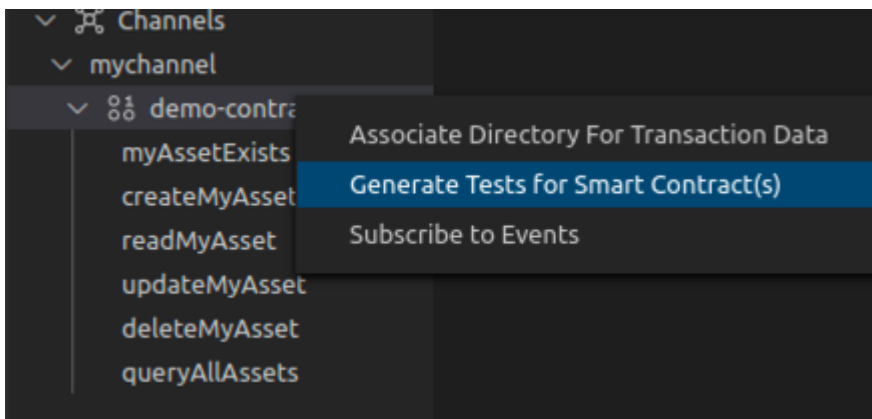 Channels
mychannel
demo-contra
myAssetExists
createMyAsset
readMyAsset
updateMyAsset
deleteMyAsset
queryAllAssets
Associate Directory For Transaction Data
Generate Tests for Smart Contract(s)
Subscribe to Events